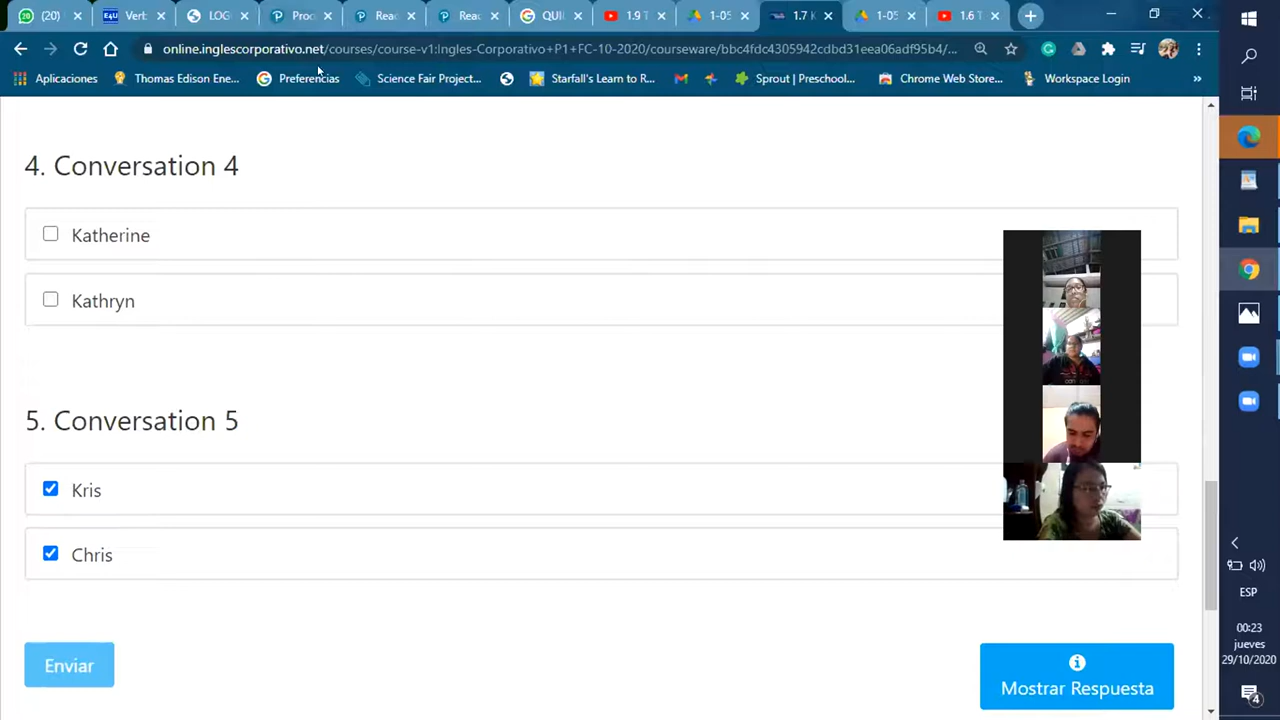 (20)
Vert
LOG
Proc
Rea
Rea
QUI
1.9 T
1-05
1.7 K
1-05
1.6 T
online.inglescorporativo.net/courses/course-v1:Ingles-Corporativo+P1+FC-10-2020/courseware/bbc4fdc4305942cdbd31eea06adf95b4/...
Aplicaciones
Thomas Edison Ene...
Preferencias
Science Fair Project...
Starfall's Learn to R...
Sprout | Preschool...
Chrome Web Store...
Workspace Login
»
4. Conversation 4
Katherine
Kathryn
5. Conversation 5
Kris
Chris
Enviar
Mostrar Respuesta
ESP
00:23
jueves
29/10/2020
4